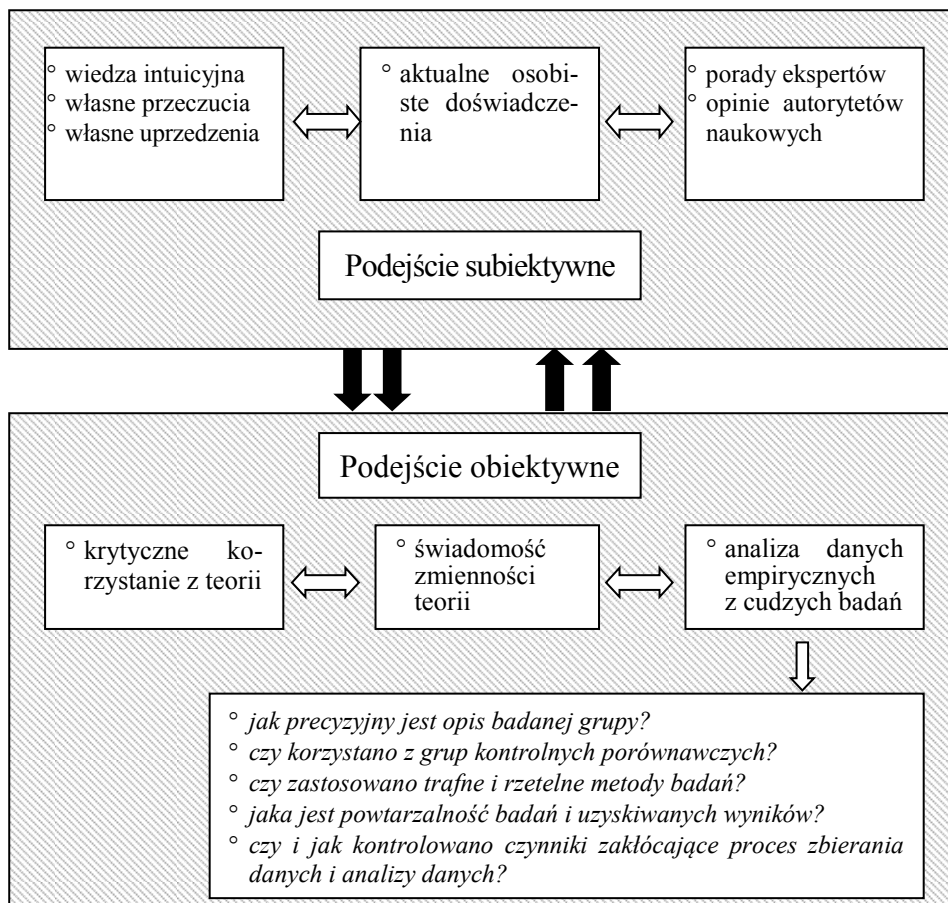 ° wiedza intuicyjna
° własne przeczucia
° własne uprzedzenia
° aktualne osobi-
ste doświadcze-
nia
° porady ekspertów
° opinie autorytetów
naukowych
Podejście subiektywne
Podejście obiektywne
° krytyczne ko-
rzystanie z teorii
° świadomość
zmienności
teorii
° analiza danych
empirycznych
z cudzych badań
° jak precyzyjny jest opis badanej grupy?
° czy korzystano z grup kontrolnych porównawczych?
° czy zastosowano trafne i rzetelne metody badań?
° jaka jest powtarzalność badań i uzyskiwanych wyników?
° czy i jak kontrolowano czynniki zakłócające proces zbierania
danych i analizy danych?